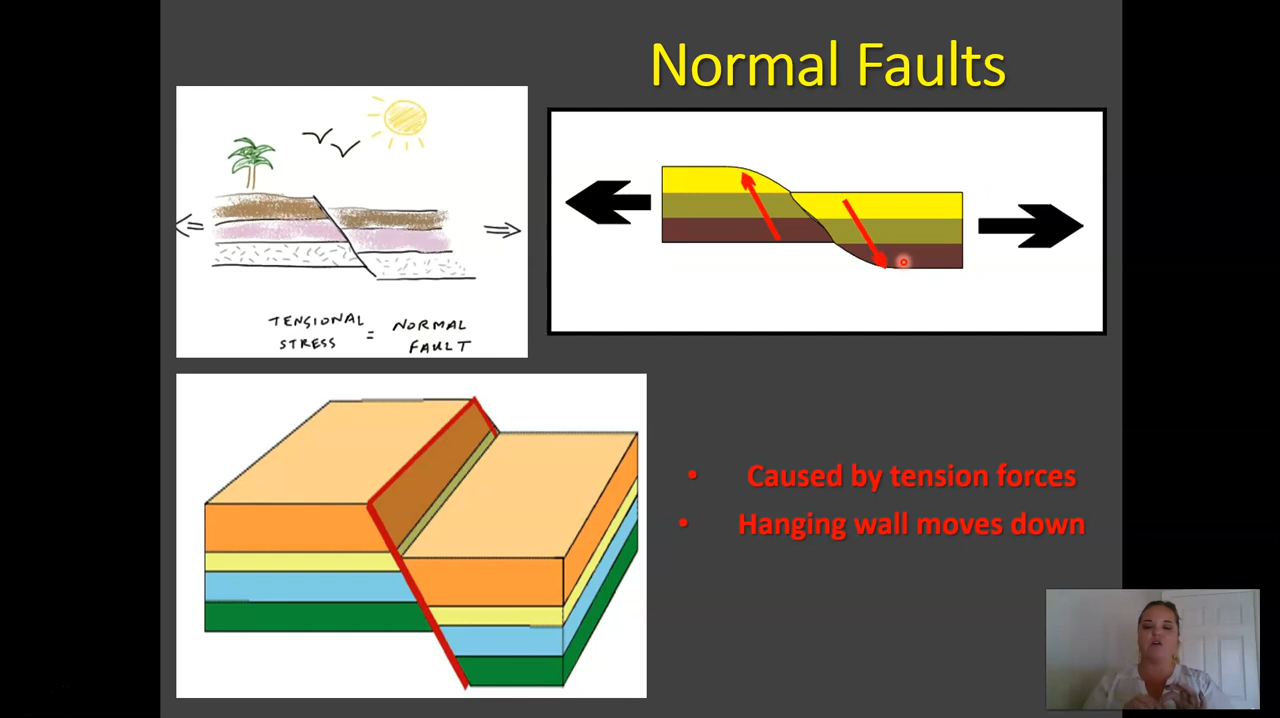 Normal Faults
TENSIONAL
STRESS
=
NORMAL
FAULT
• Caused by tension forces
• Hanging wall moves down